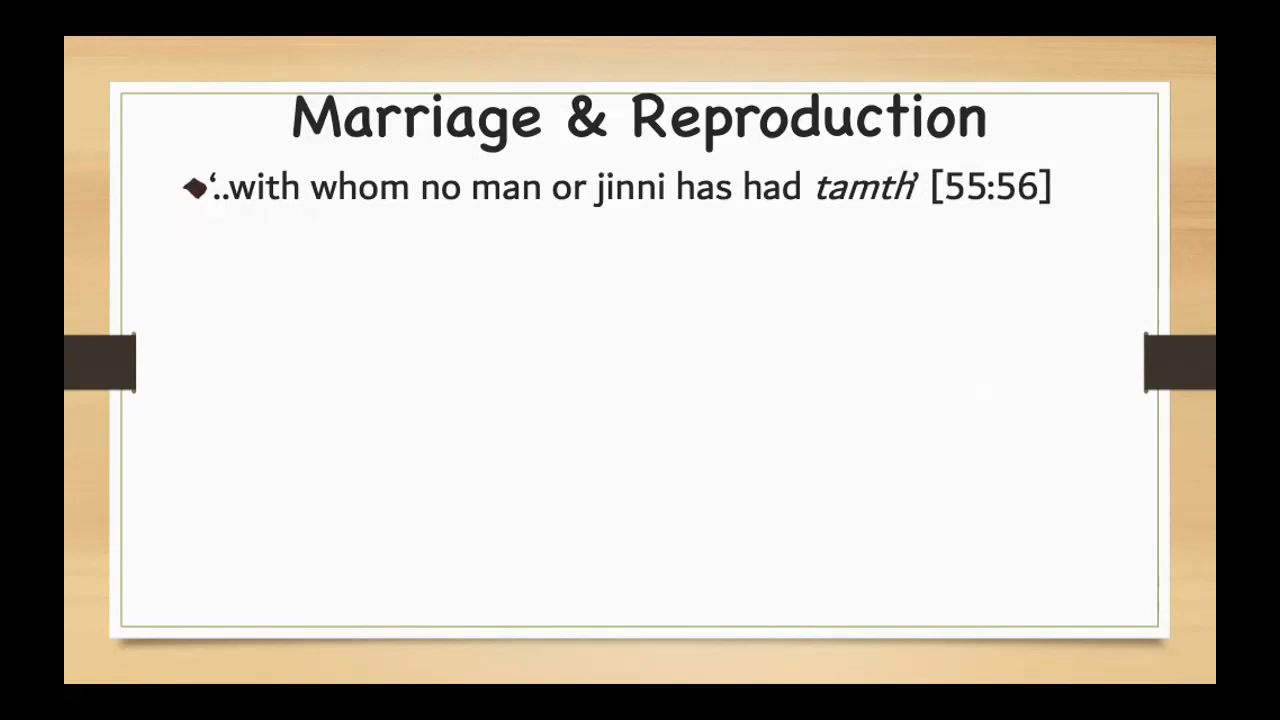 Marriage & Reproduction
‘..with whom no man or jinni has had tamth’ [55:56]